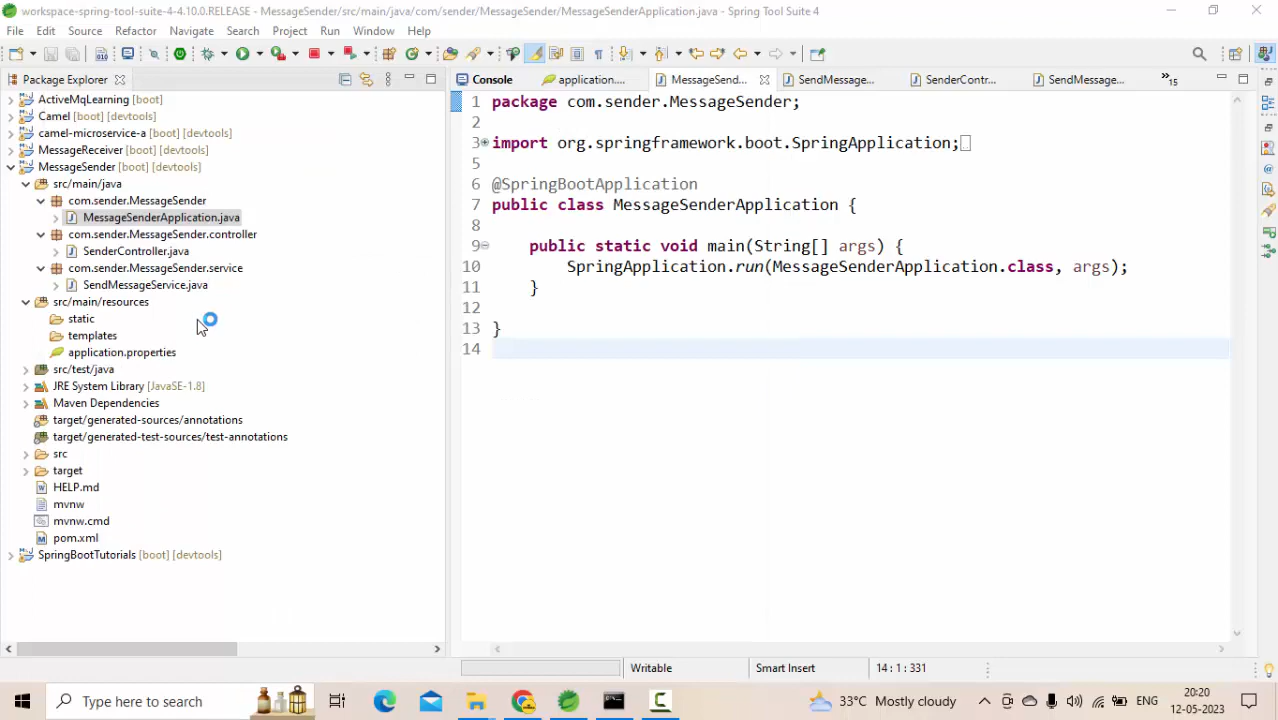 workspace-spring-tool-suite-4-4.10.0.RELEASE - MessageSender/src/main/java/com/sender/MessageSender/MessageSenderApplication.java - Spring Tool Suite 4
File Edit Source Refactor Navigate Search Project Run Window Help
Package Explorer
Console
application....
MessageSend...
SendMessage...
SenderContr...
SendMessage...
»15
ActiveMqLearning [boot]
Camel [boot] [devtools]
camel-microservice-a [boot] [devtools]
MessageReceiver [boot] [devtools]
MessageSender [boot] [devtools]
src/main/java
com.sender.MessageSender
MessageSenderApplication.java
com.sender.MessageSender.controller
SenderController.java
com.sender.MessageSender.service
SendMessageService.java
src/main/resources
static
templates
application.properties
src/test/java
JRE System Library [JavaSE-1.8]
Maven Dependencies
target/generated-sources/annotations
target/generated-test-sources/test-annotations
src
target
HELP.md
mvnw
mvnw.cmd
pom.xml
SpringBootTutorials [boot] [devtools]
1 package com.sender.MessageSender;
2
3 import org.springframework.boot.SpringApplication;
5
6 @SpringBootApplication
7 public class MessageSenderApplication {
8
9 public static void main(String[] args) {
10 SpringApplication.run(MessageSenderApplication.class, args);
11 }
12
13 }
14
Writable
Smart Insert
14 : 1 : 331
Type here to search
33°C Mostly cloudy
ENG
20:20
12-05-2023